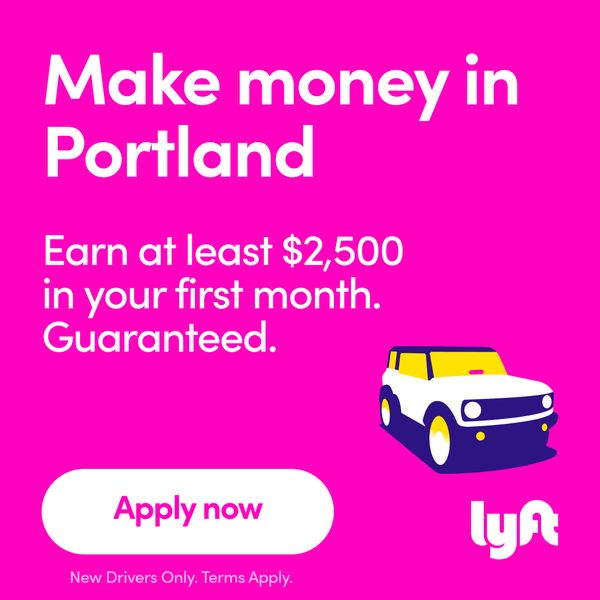 Make money in
Portland
Earn at least $2,500
in your first month.
Guaranteed.
Apply now
lyft
New Drivers Only. Terms Apply.